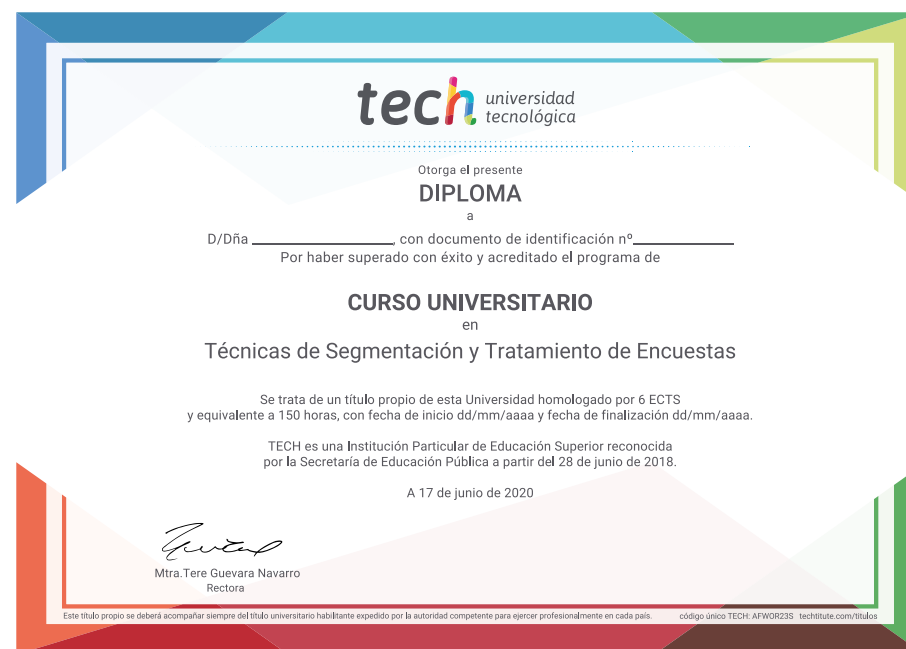 tech universidad
tecnológica
Otorga el presente
DIPLOMA
a
D/Dña ____________________, con documento de identificación nº______________
Por haber superado con éxito y acreditado el programa de
CURSO UNIVERSITARIO
en
Técnicas de Segmentación y Tratamiento de Encuestas
Se trata de un título propio de esta Universidad homologado por 6 ECTS
y equivalente a 150 horas, con fecha de inicio dd/mm/aaaa y fecha de finalización dd/mm/aaaa.
TECH es una Institución Particular de Educación Superior reconocida
por la Secretaría de Educación Pública a partir del 28 de junio de 2018.
A 17 de junio de 2020
Mtra.Tere Guevara Navarro
Rectora
Este título propio se deberá acompañar siempre del título universitario habilitante expedido por la autoridad competente para ejercer profesionalmente en cada país. código único TECH: AFWOR23S techtitute.com/titulos